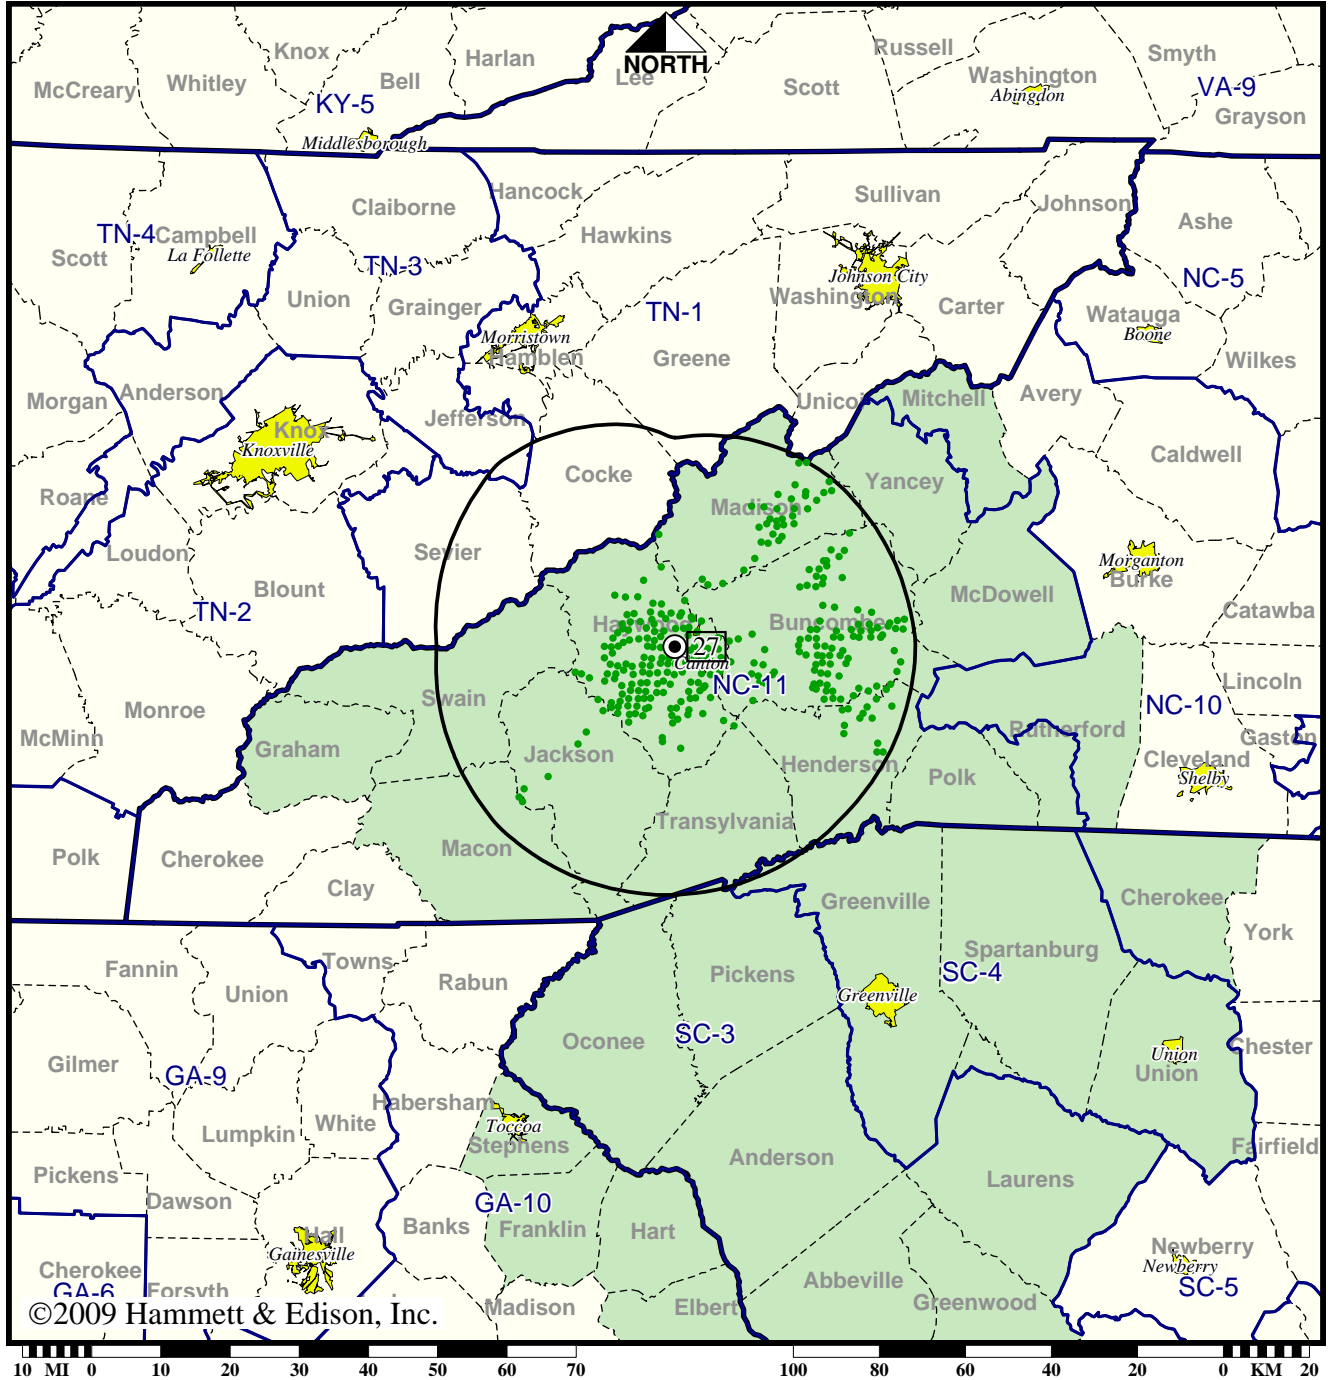 Knox
Harlan
Russell
Smyth
McCreary
Whitley
Bell
Lee
NORTH
Scott
Washington
Abingdon
VA-9
Grayson
KY-5
Middlesborough
Hancock
Sullivan
Johnson
Ashe
Claiborne
Hawkins
TN-4
Campbell
La Follette
Scott
TN-3
Johnson City
NC-5
Union
Grainger
TN-1
Washington
Carter
Watauga
Boone
Morristown
Hamblen
Greene
Wilkes
Morgan
Anderson
Jefferson
Unicoi
Mitchell
Avery
Knox
Knoxville
Cocke
Caldwell
Roane
Madison
Yancey
Loudon
Sevier
Morganton
Burke
Blount
McDowell
Catawba
TN-2
Haywood
Buncombe
27
Canton
NC-11
Lincoln
Swain
NC-10
Monroe
McMinn
Graham
Jackson
Henderson
Rutherford
Gaston
Cleveland
Shelby
Polk
Transylvania
Polk
Cherokee
Macon
Clay
Greenville
Cherokee
York
Fannin
Towns
Rabun
Pickens
Spartanburg
SC-4
Union
Greenville
Oconee
SC-3
Gilmer
GA-9
Union
Union
Chester
Habersham
White
Lumpkin
Toccoa
Stephens
Anderson
Fairfield
Pickens
Laurens
Dawson
GA-10
Banks
Franklin
Hart
Hall
Gainesville
Newberry
Newberry
SC-5
Cherokee
GA-6
Forsyth
Abbeville
Greenwood
Madison
Elbert
©2009 Hammett & Edison, Inc.
10 MI 0 10 20 30 40 50 60 70 100 80 60 40 20 0 KM 20